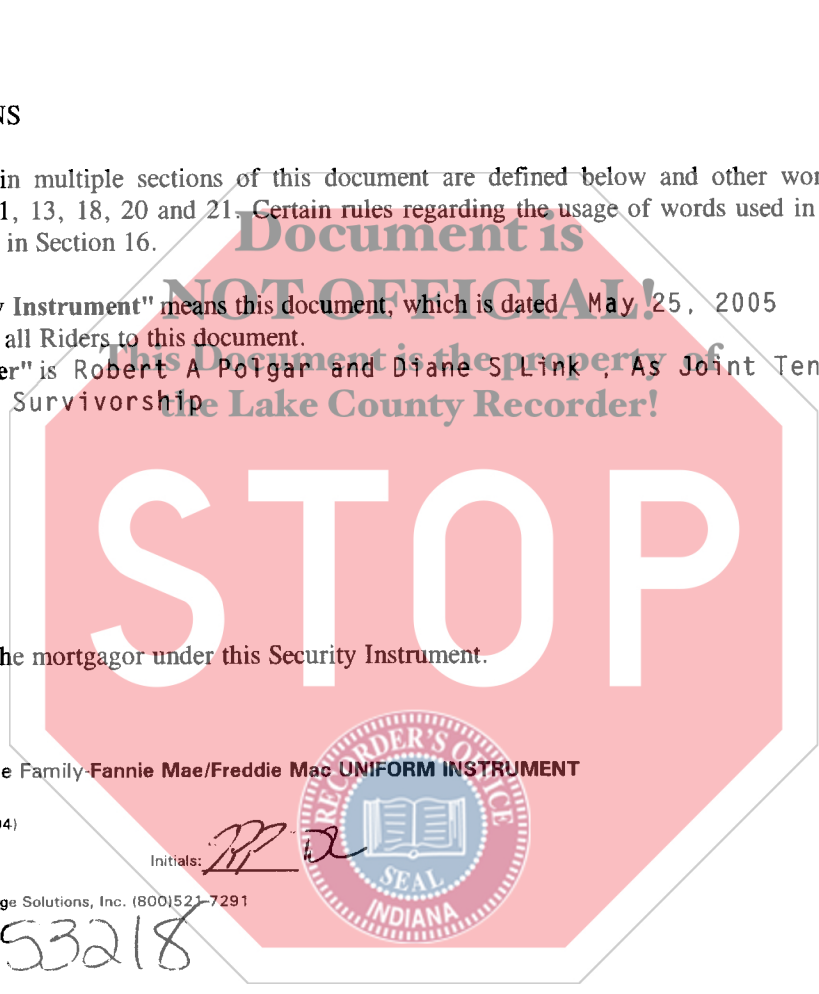 NS
in multiple sections of this document are defined below and other wor
1, 13, 18, 20 and 21. Certain rules regarding the usage of words used in
in Section 16.
Document is
NOT OFFICIAL!
y Instrument" means this document, which is dated May 25, 2005
all Riders to this document.
This Document is the property of
er" is Robert A Polgar and Diane S Link , As Joint Ten
Survivorship
the Lake County Recorder!
STOP
he mortgagor under this Security Instrument.
e Family-Fannie Mae/Freddie Mac UNIFORM INSTRUMENT
04)
Initials:
RECORDER'S OFFICE
SEAL
INDIANA
ge Solutions, Inc. (800)521-7291
53218